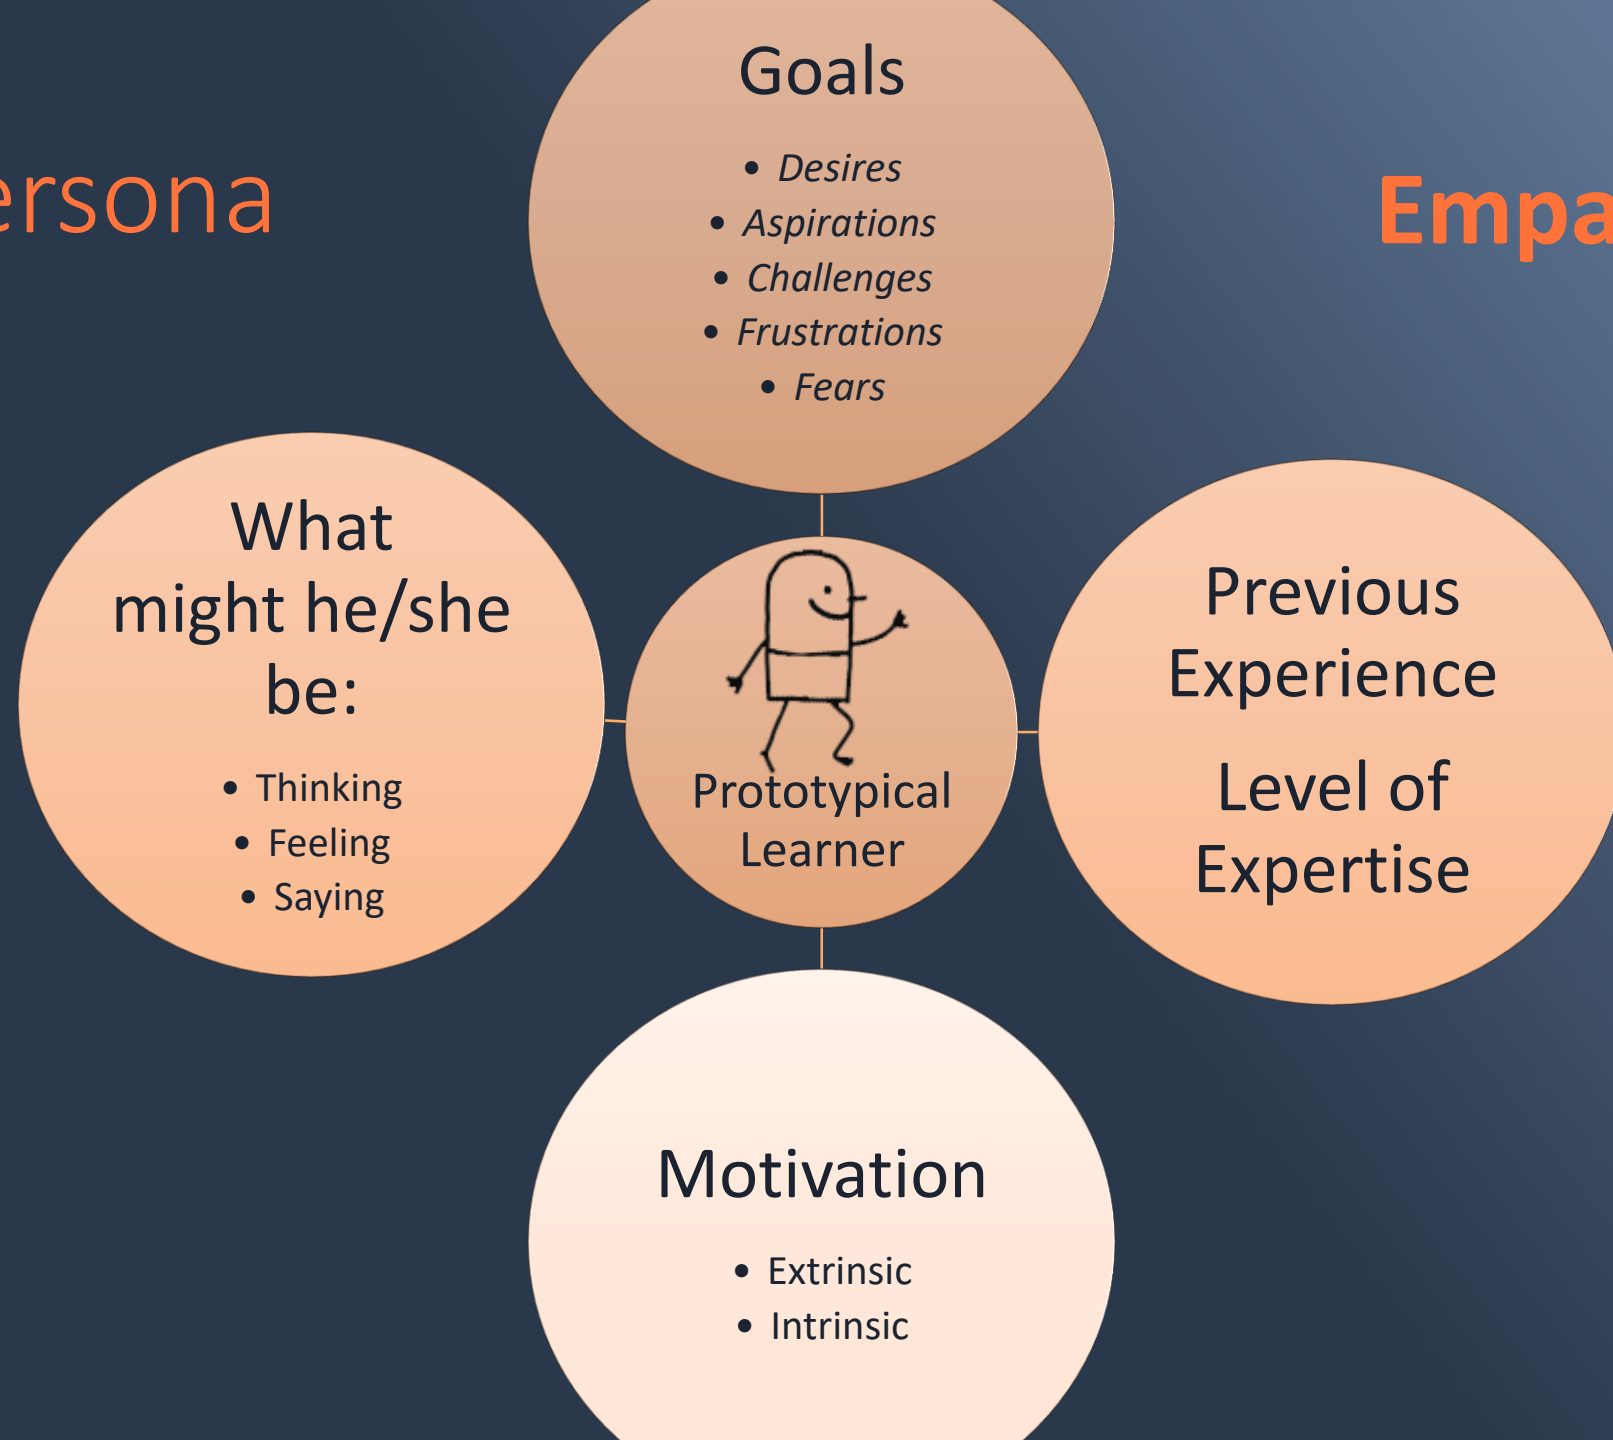 Goals
• Desires
• Aspirations
• Challenges
• Frustrations
• Fears
ersona
Empa
What
might he/she
be:
• Thinking
• Feeling
• Saying
Prototypical
Learner
Previous
Experience
Level of
Expertise
Motivation
• Extrinsic
• Intrinsic